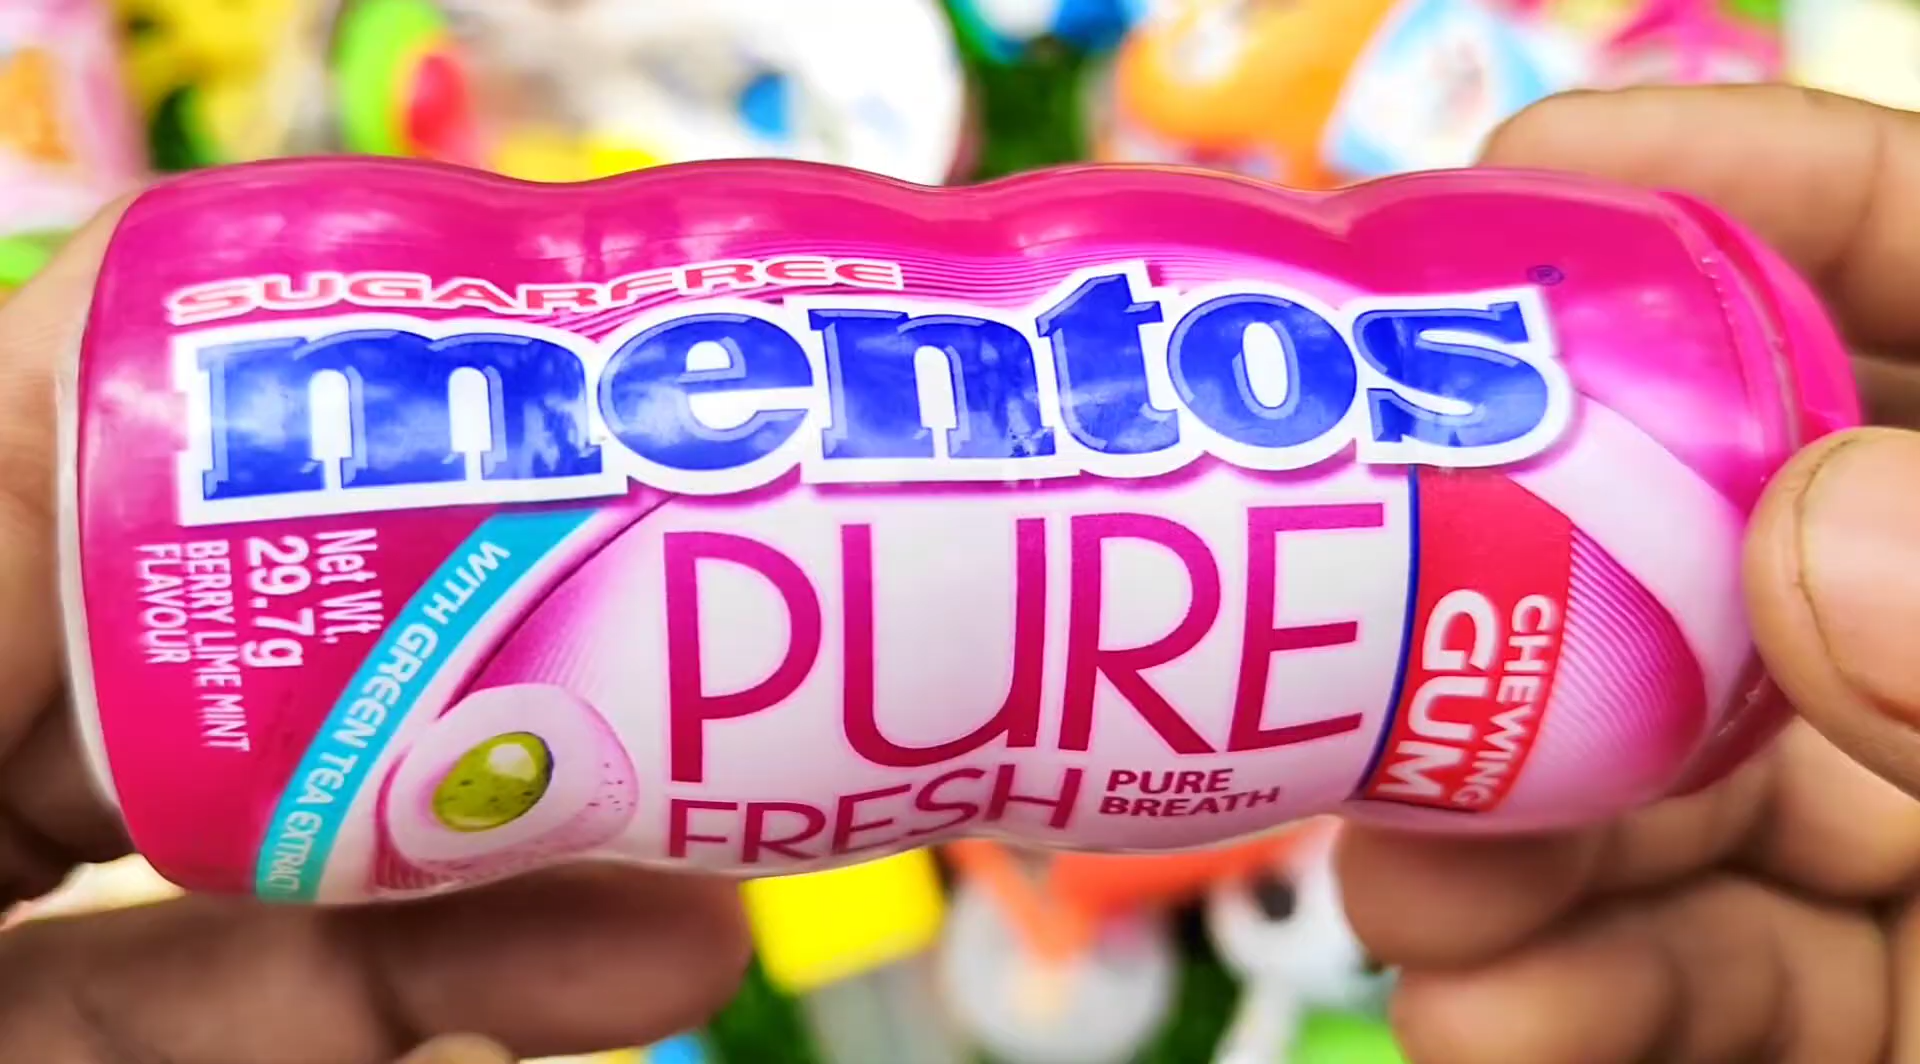 SUGARFREE
mentos®
PURE
FRESH
PURE
BREATH
CHEWING
GUM
WITH GREEN TEA EXTRACT
Net Wt.
29.7g
BERRY LIME MINT
FLAVOUR